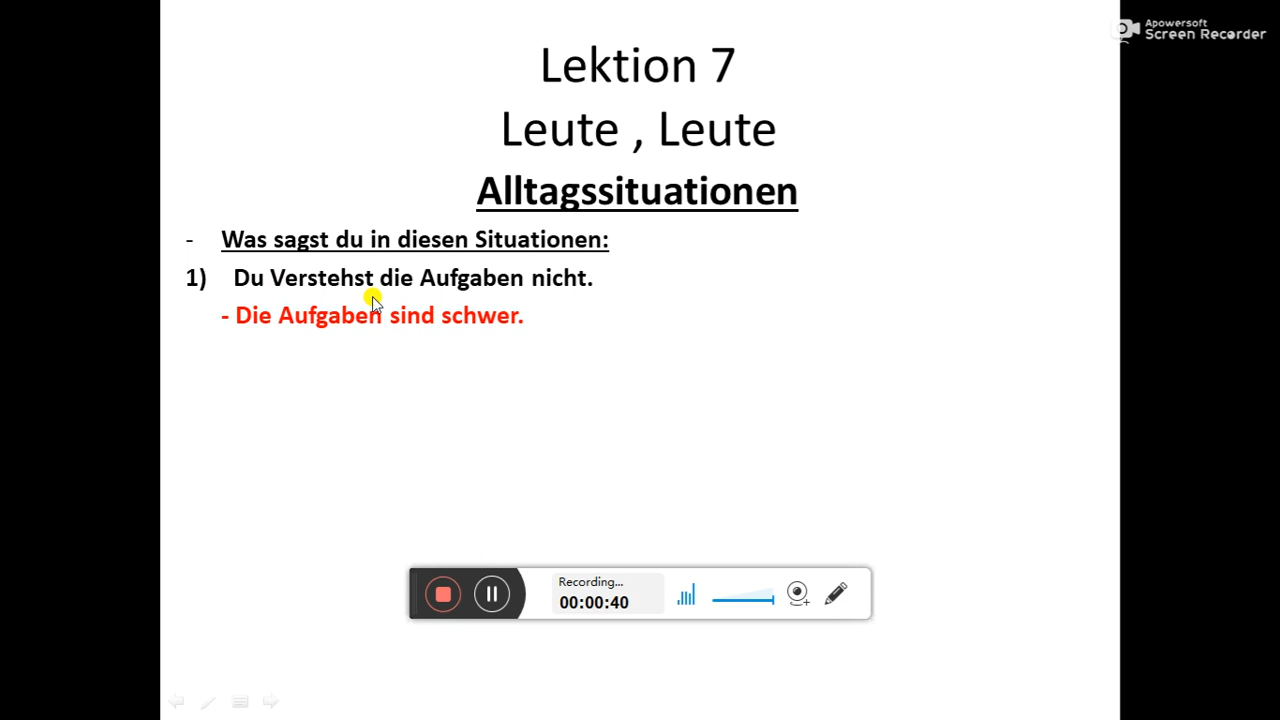 Apowersoft
Screen Recorder
Lektion 7
Leute , Leute
Alltagssituationen
- Was sagst du in diesen Situationen:
1) Du Verstehst die Aufgaben nicht.
- Die Aufgaben sind schwer.
Recording...
00:00:40